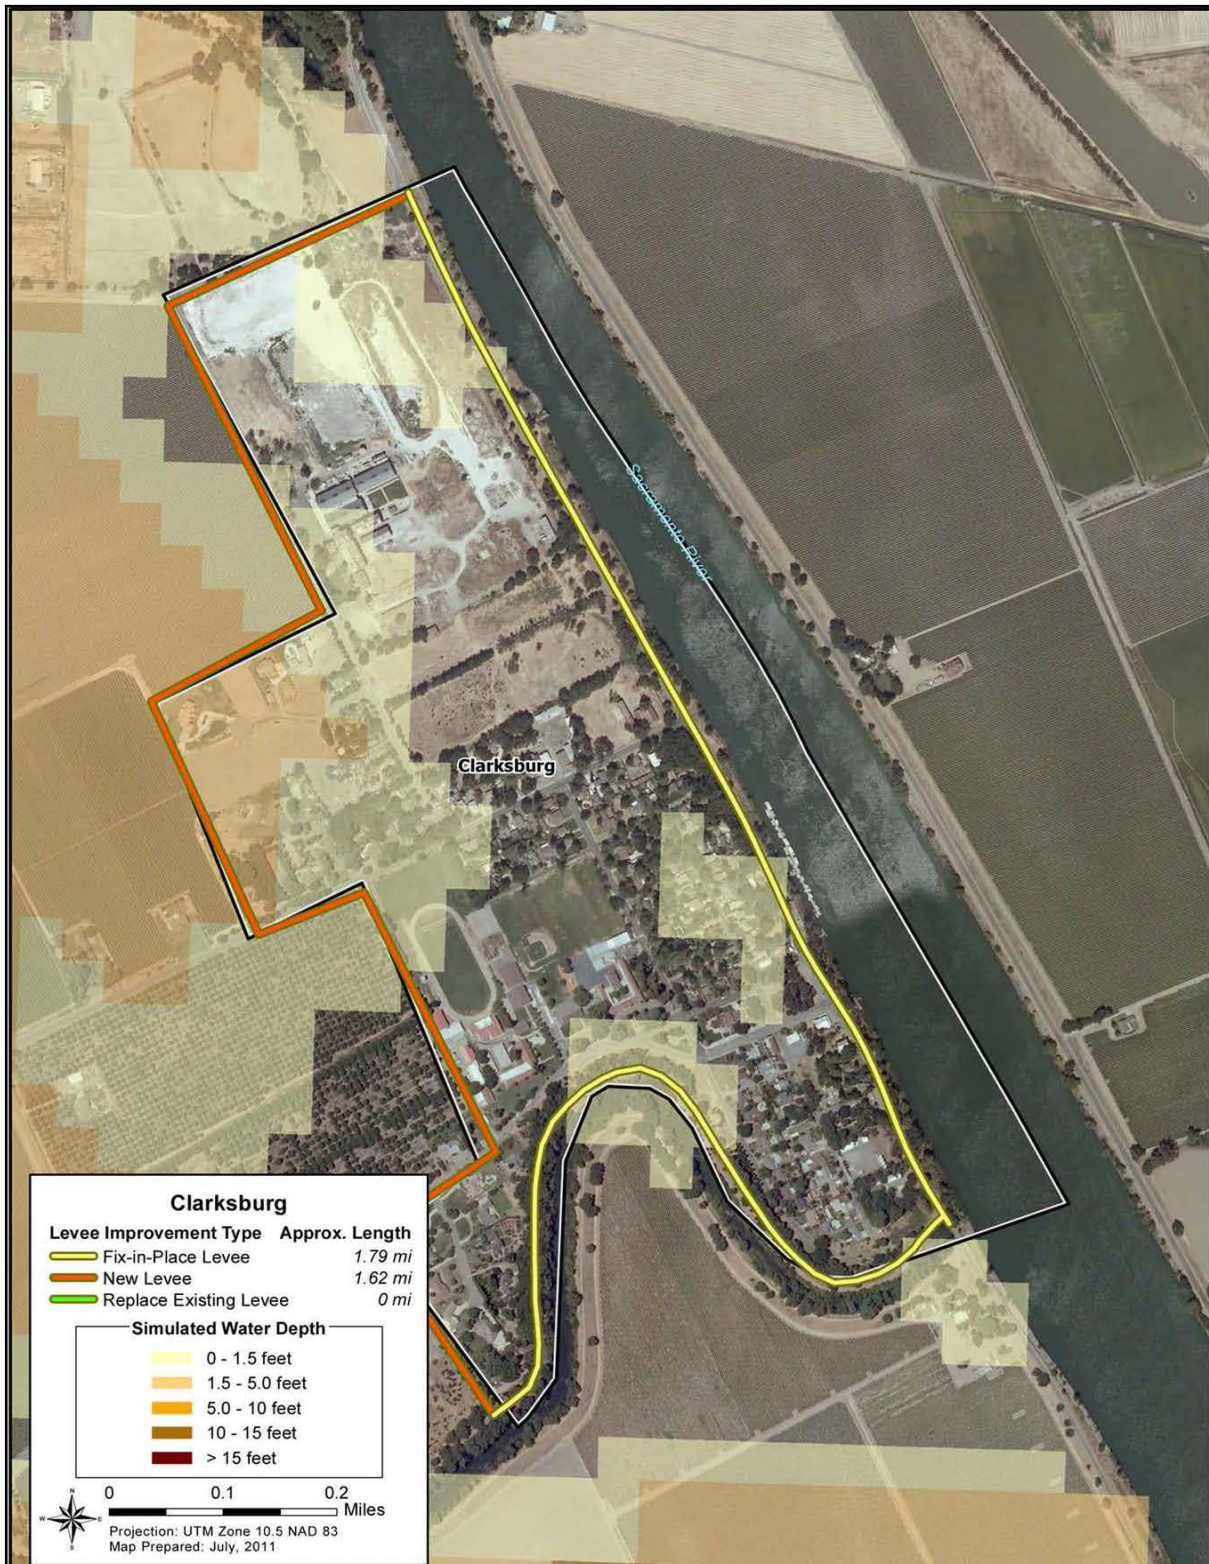 Sacramento River
Clarksburg
Clarksburg
Levee Improvement Type Approx. Length
Fix-in-Place Levee 1.79 mi
New Levee 1.62 mi
Replace Existing Levee 0 mi
Simulated Water Depth
0 - 1.5 feet
1.5 - 5.0 feet
5.0 - 10 feet
10 - 15 feet
> 15 feet
N
W E
S
0 0.1 0.2
Miles
Projection: UTM Zone 10.5 NAD 83
Map Prepared: July, 2011